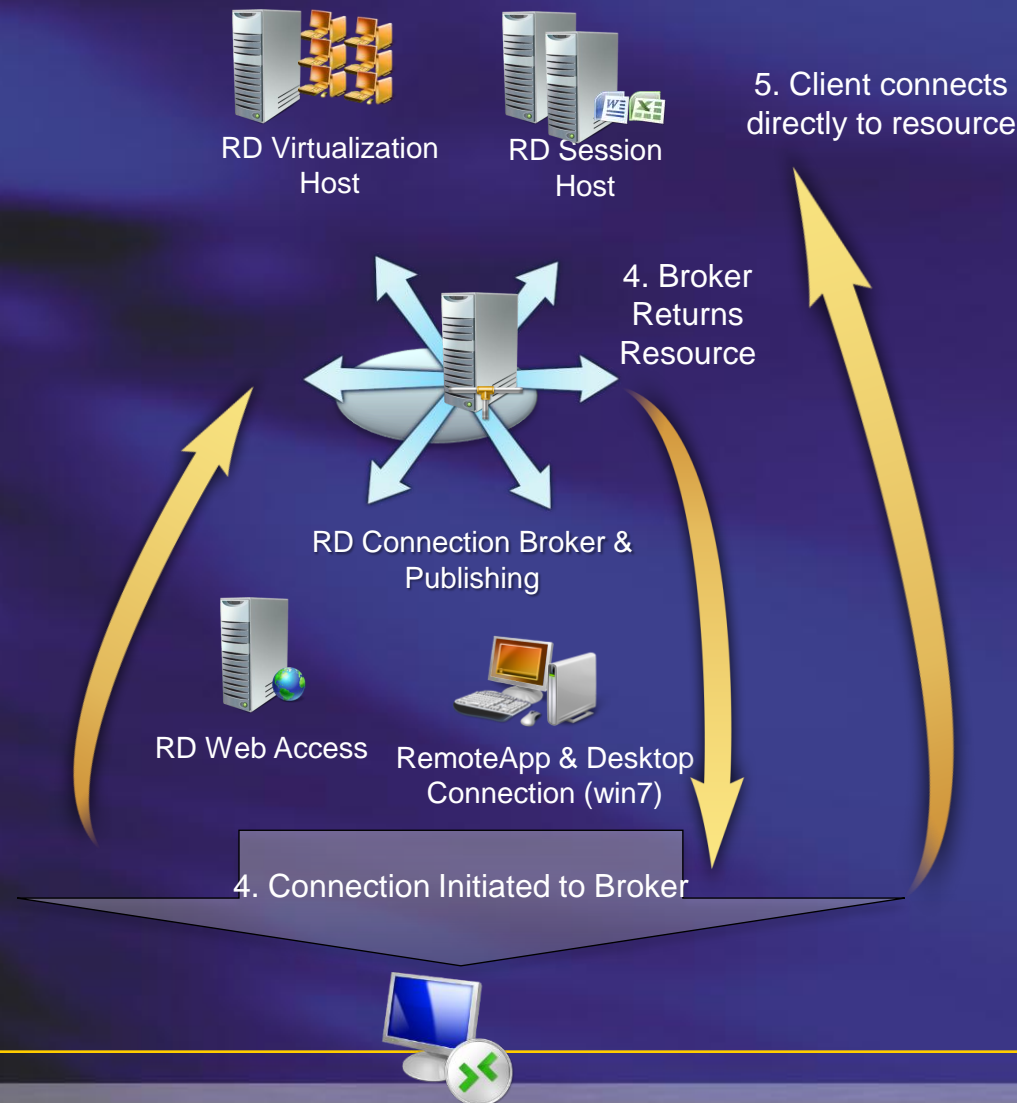 RD Virtualization
Host
RD Session
Host
5. Client connects
directly to resource
4. Broker
Returns
Resource
RD Connection Broker &
Publishing
RD Web Access
RemoteApp & Desktop
Connection (win7)
4. Connection Initiated to Broker